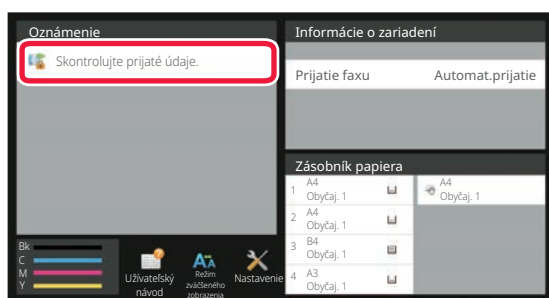 Oznámenie
Skontrolujte prijaté údaje.
Informácie o zariadení
Prijatie faxu Automat.prijatie
Zásobník papiera
1 A4
Obyčaj. 1
2 A4
Obyčaj. 1
3 B4
Obyčaj. 1
4 A3
Obyčaj. 1
A4
Obyčaj. 1
Bk
C
M
Y
Užívateľský
návod
Režim
zväčšeného
zobrazenia
Nastavenie